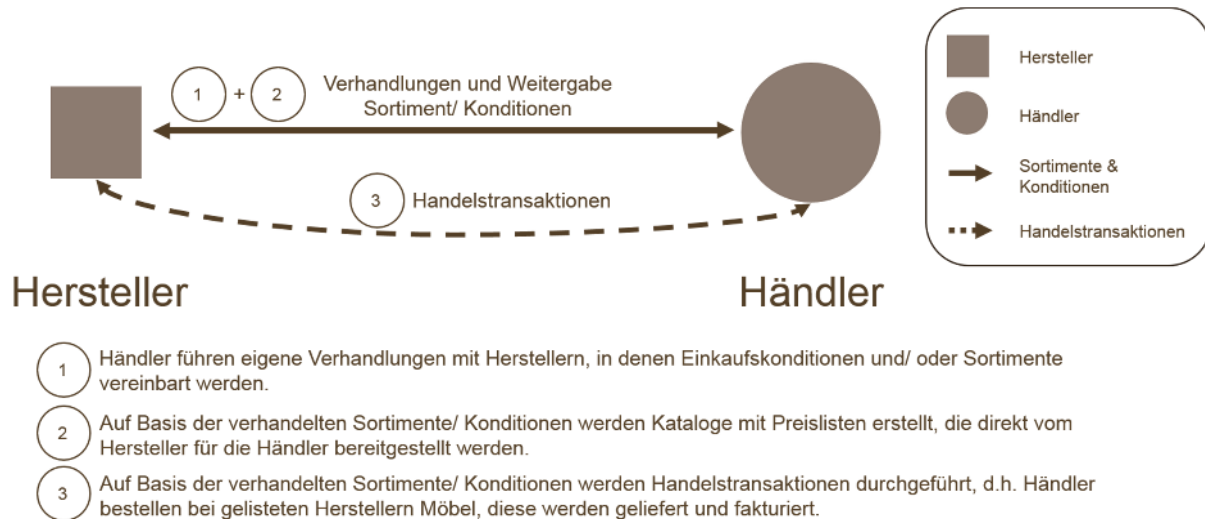 1 + 2 Verhandlungen und Weitergabe
Sortiment/ Konditionen
3 Handelstransaktionen
Hersteller
Händler
Hersteller
Händler
Sortimente &
Konditionen
Handelstransaktionen
1 Händler führen eigene Verhandlungen mit Herstellern, in denen Einkaufskonditionen und/ oder Sortimente
vereinbart werden.
2 Auf Basis der verhandelten Sortimente/ Konditionen werden Kataloge mit Preislisten erstellt, die direkt vom
Hersteller für die Händler bereitgestellt werden.
3 Auf Basis der verhandelten Sortimente/ Konditionen werden Handelstransaktionen durchgeführt, d.h. Händler
bestellen bei gelisteten Herstellern Möbel, diese werden geliefert und fakturiert.